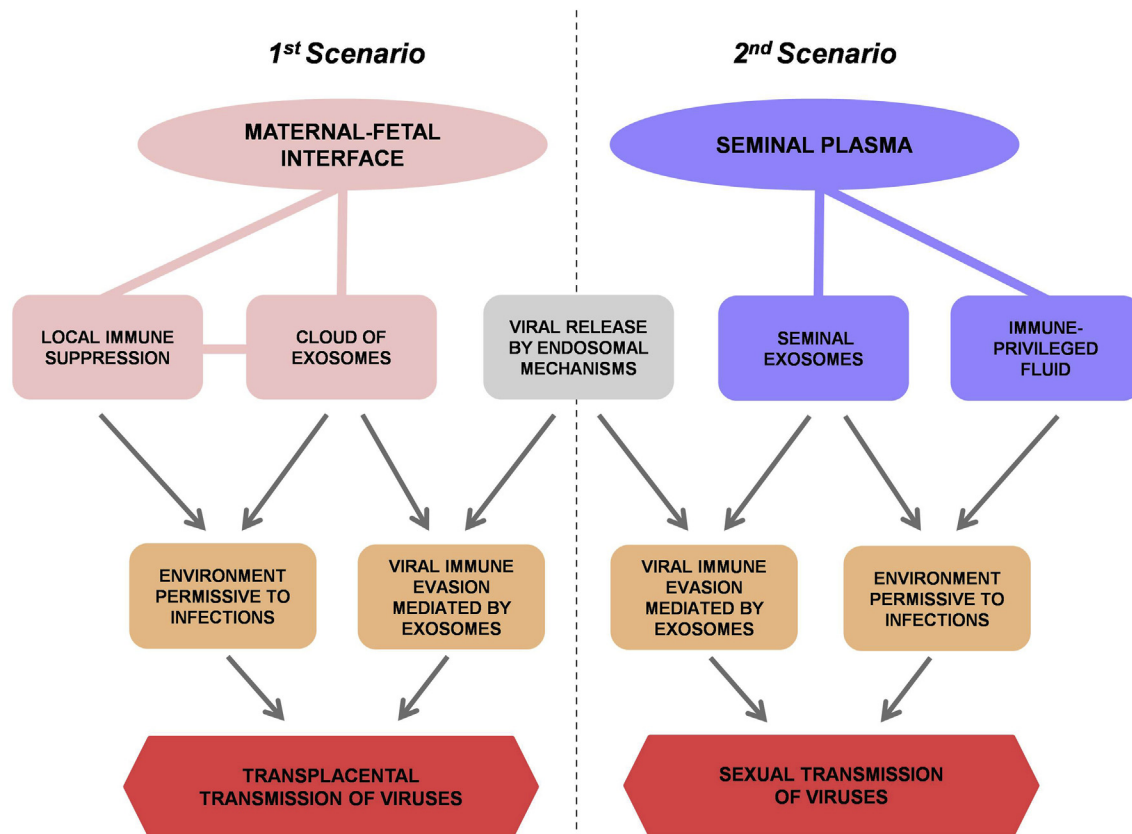 1st Scenario
2nd Scenario
MATERNAL-FETAL
INTERFACE
SEMINAL PLASMA
LOCAL IMMUNE
SUPPRESSION
CLOUD OF
EXOSOMES
VIRAL RELEASE
BY ENDOSOMAL
MECHANISMS
SEMINAL
EXOSOMES
IMMUNE-
PRIVILEGED
FLUID
ENVIRONMENT
PERMISSIVE TO
INFECTIONS
VIRAL IMMUNE
EVASION
MEDIATED BY
EXOSOMES
VIRAL IMMUNE
EVASION
MEDIATED BY
EXOSOMES
ENVIRONMENT
PERMISSIVE TO
INFECTIONS
TRANSPLACENTAL
TRANSMISSION OF VIRUSES
SEXUAL TRANSMISSION
OF VIRUSES